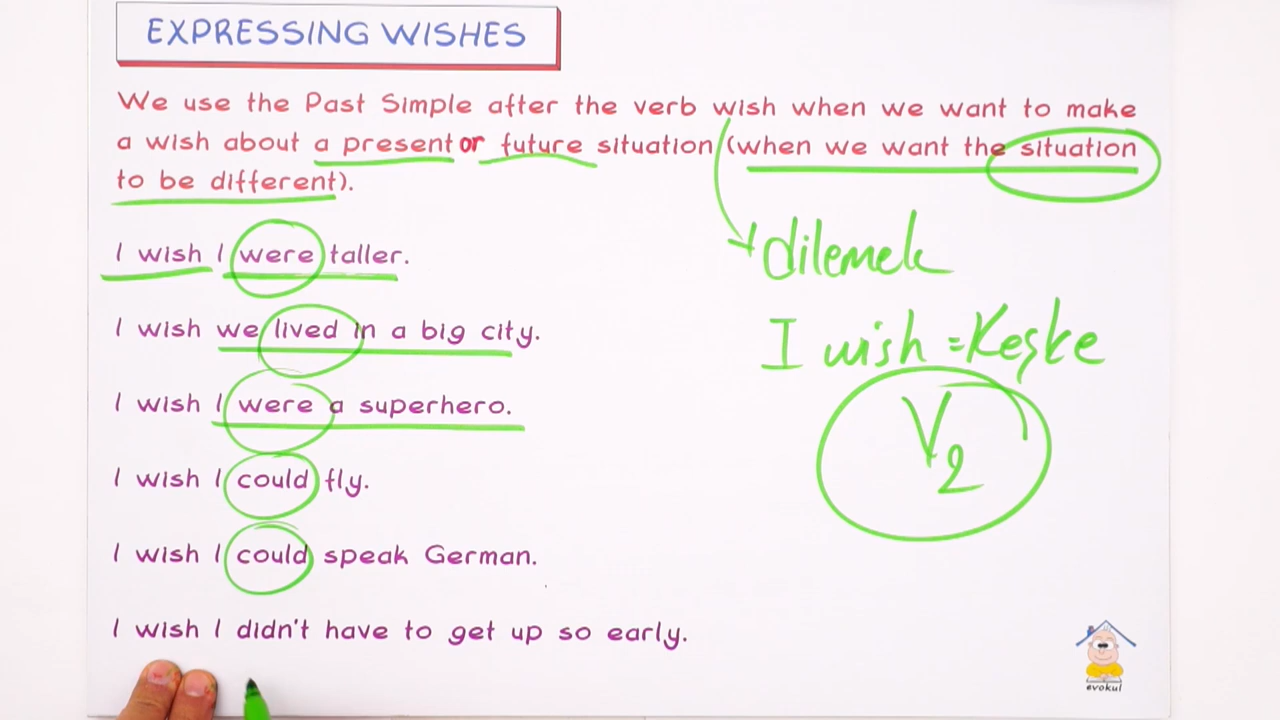 EXPRESSING WISHES
We use the Past Simple after the verb wish when we want to make
a wish about a present or future situation (when we want the situation
to be different).
I wish I were taller.
dilemek
I wish we lived in a big city.
I wish = Keşke
I wish I were a superhero.
V2
I wish I could fly.
I wish I could speak German.
I wish I didn't have to get up so early.
evokul